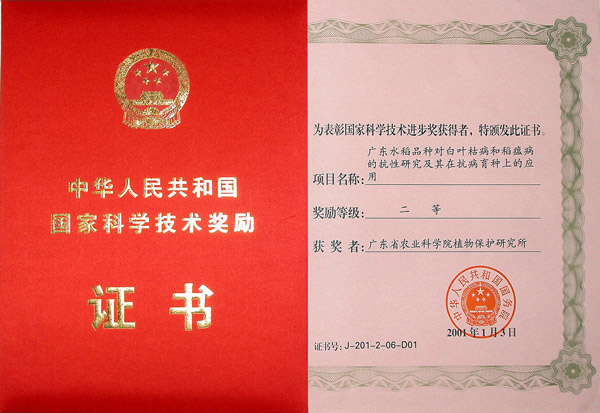 中华人民共和国
国家科学技术奖励
证书
为表彰国家科学技术进步奖获得者，特颁发此证书。
广东水稻品种对白叶枯病和稻瘟病
的抗性研究及其在抗病育种上的应
项目名称：用
奖励等级：二 等
获 奖 者：广东省农业科学院植物保护研究所
中华人民共和国国务院
2001年1月3日
证书号：J-201-2-06-D01